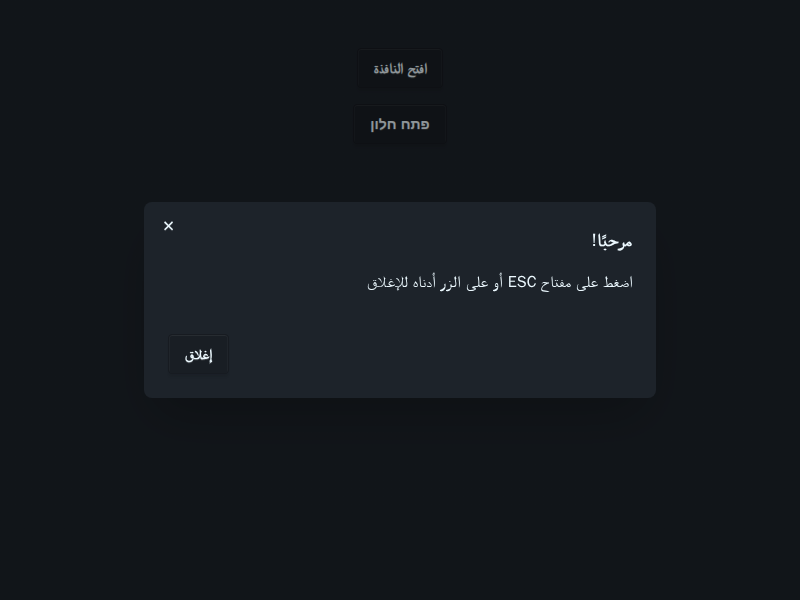 افتح النافذة
פתח חלון
✕
مرحبًا!
اضغط على مفتاح ESC أو على الزر أدناه للإغلاق
إغلاق